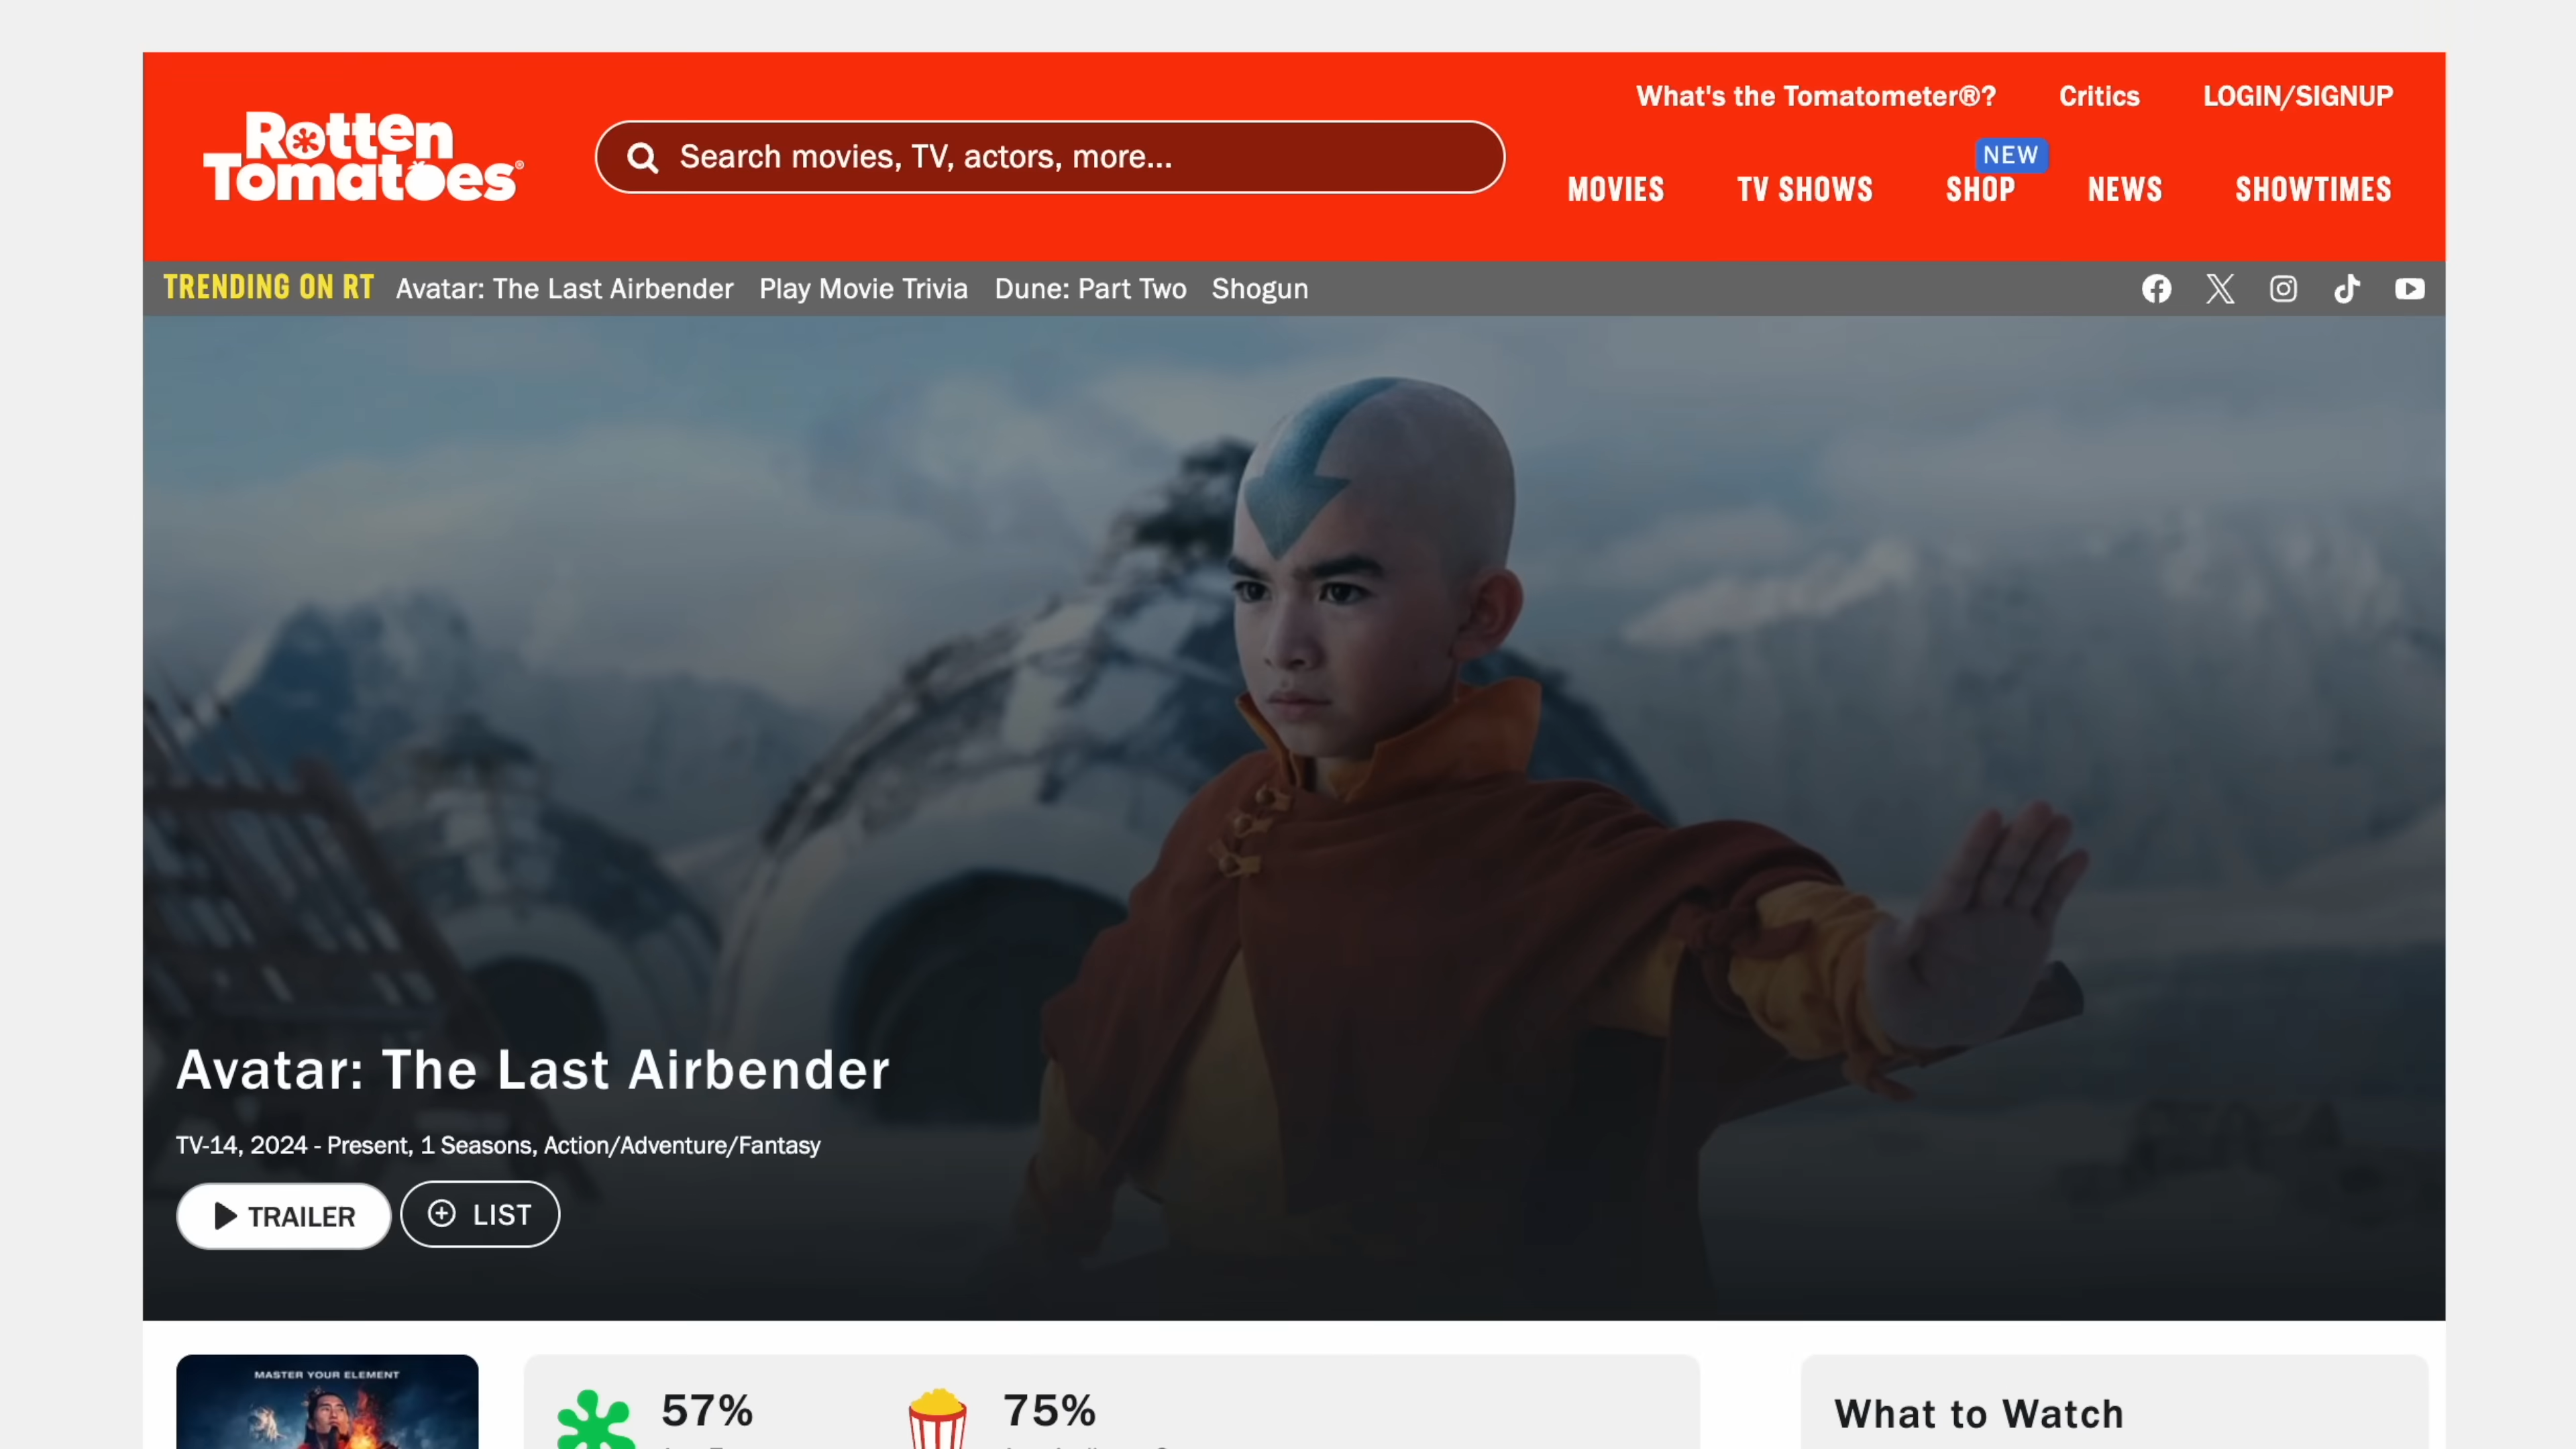 What's the Tomatometer®? Critics LOGIN/SIGNUP
Rotten
Tomatoes®
Search movies, TV, actors, more...
NEW
MOVIES TV SHOWS SHOP NEWS SHOWTIMES
TRENDING ON RT Avatar: The Last Airbender Play Movie Trivia Dune: Part Two Shogun
Avatar: The Last Airbender
TV-14, 2024 - Present, 1 Seasons, Action/Adventure/Fantasy
TRAILER LIST
MASTER YOUR ELEMENT
57% 75%
What to Watch